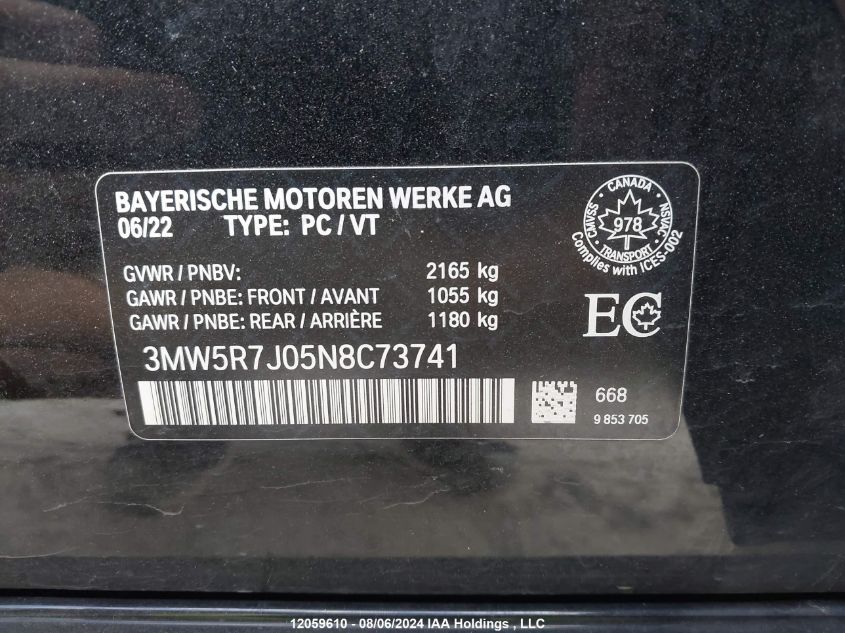 BAYERISCHE MOTOREN WERKE AG
06/22 TYPE: PC / VT
GVWR / PNBV: 2165 kg
GAWR / PNBE: FRONT / AVANT 1055 kg
GAWR / PNBE: REAR / ARRIÈRE 1180 kg
3MW5R7J05N8C73741
CANADA
CMVSS
978
NSVAC
TRANSPORT
Complies with ICES-002
EC
668
9 853 705
12059610 - 08/06/2024 IAA Holdings , LLC